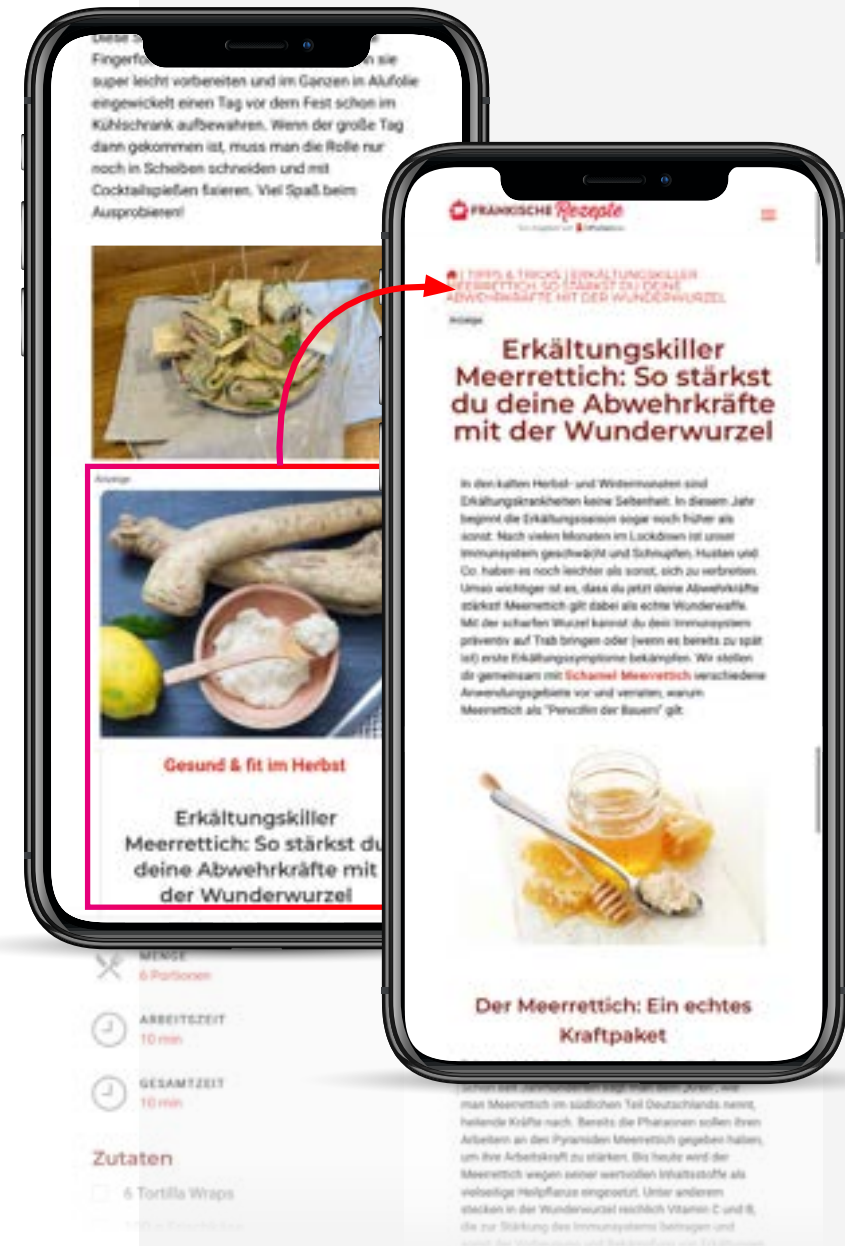 Fingerfo
n sie
super leicht vorbereiten und im Ganzen in Alufolie
eingewickelt einen Tag vor dem Fest schon im
Kühlschrank aufbewahren. Wenn der große Tag
dann gekommen ist, muss man die Rolle nur
noch in Scheiben schneiden und mit
Cocktailspießen fixieren. Viel Spaß beim
Ausprobieren!
Anzeige
Gesund & fit im Herbst
Erkältungskiller
Meerrettich: So stärkst du
deine Abwehrkräfte mit
der Wunderwurzel
MENGE
6 Portionen
ARBEITSZEIT
10 min
GESAMTZEIT
10 min
Zutaten
6 Tortilla Wraps
FRÄNKISCHE Rezepte
| TIPPS & TRICKS | ERKÄLTUNGSKILLER
MEERRETTICH: SO STÄRKST DU DEINE
ABWEHRKRÄFTE MIT DER WUNDERWURZEL
Anzeige
Erkältungskiller
Meerrettich: So stärkst
du deine Abwehrkräfte
mit der Wunderwurzel
In den kalten Herbst- und Wintermonaten sind
Erkältungskrankheiten keine Seltenheit. In diesem Jahr
beginnt die Erkältungssaison sogar noch früher als
sonst. Nach vielen Monaten im Lockdown ist unser
Immunsystem geschwächt und Schnupfen, Husten und
Co. haben es noch leichter als sonst, sich zu verbreiten.
Umso wichtiger ist es, dass du jetzt deine Abwehrkräfte
stärkst! Meerrettich gilt dabei als echte Wunderwaffe.
Mit der scharfen Wurzel kannst du dein Immunsystem
präventiv auf Trab bringen oder (wenn es bereits zu spät
ist) erste Erkältungssymptome bekämpfen. Wir stellen
dir gemeinsam mit Schamel Meerrettich verschiedene
Anwendungsgebiete vor und verraten, warum
Meerrettich als "Penicillin der Bauern" gilt.
Der Meerrettich: Ein echtes
Kraftpaket
Schon seit Jahrhunderten sagt man dem
man Meerrettich im südlichen Teil Deutschlands nennt,
heilende Kräfte nach. Bereits die Pharaonen sollen ihren
Arbeitern an den Pyramiden Meerrettich gegeben haben,
um ihre Arbeitskraft zu stärken. Bis heute wird der
Meerrettich wegen seiner wertvollen Inhaltsstoffe als
vielseitige Heilpflanze eingesetzt. Unter anderem
stecken in der Wunderwurzel reichlich Vitamin C und B,
die zur Stärkung des Immunsystems beitragen und